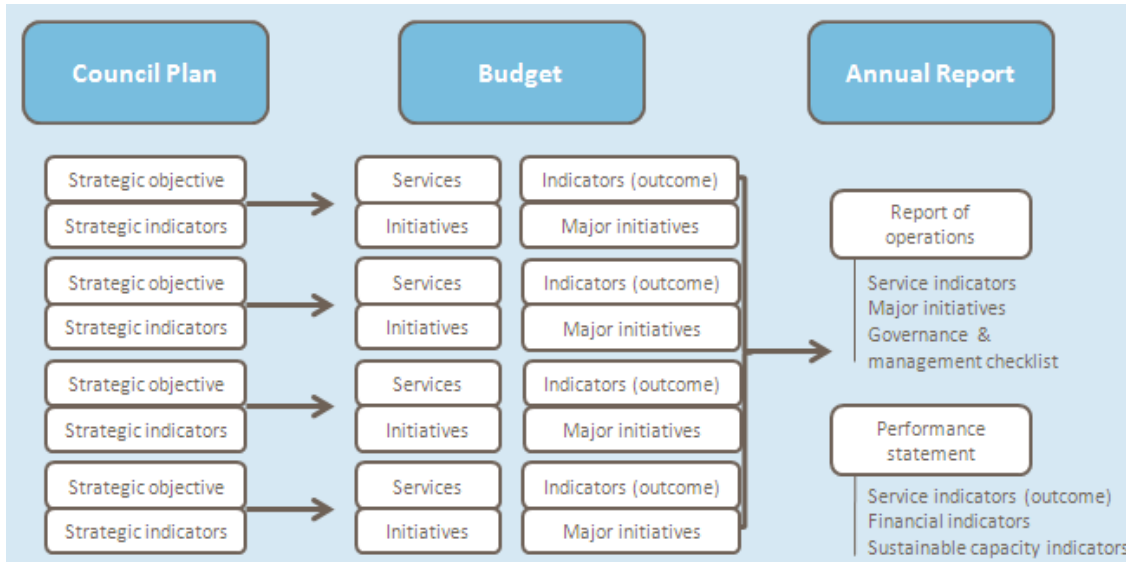 Council Plan
Budget
Annual Report
Strategic objective
Strategic indicators
Services
Initiatives
Indicators (outcome)
Major initiatives
Strategic objective
Strategic indicators
Services
Initiatives
Indicators (outcome)
Major initiatives
Strategic objective
Strategic indicators
Services
Initiatives
Indicators (outcome)
Major initiatives
Strategic objective
Strategic indicators
Services
Initiatives
Indicators (outcome)
Major initiatives
Report of
operations
Service indicators
Major initiatives
Governance &
management checklist
Performance
statement
Service indicators (outcome)
Financial indicators
Sustainable capacity indicators